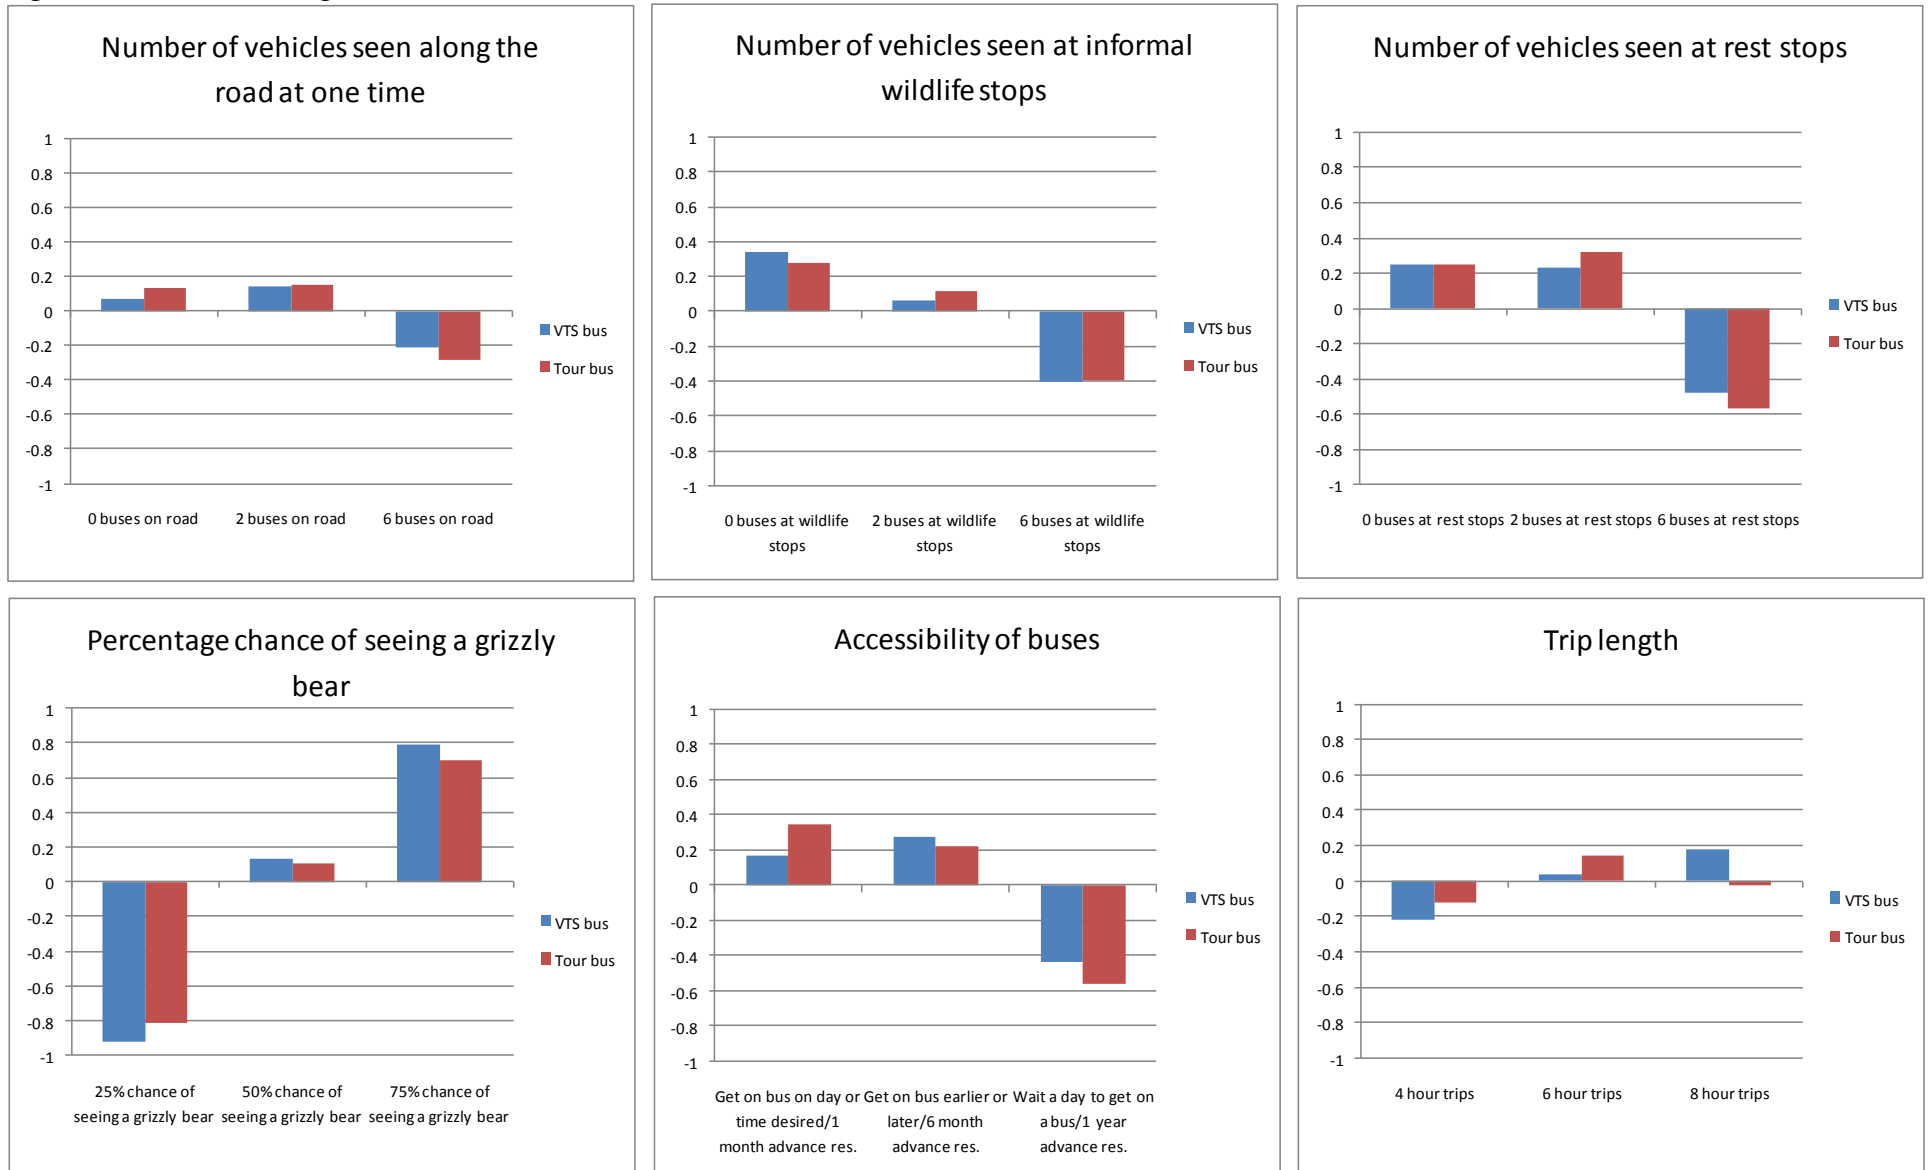 Number of vehicles seen along the
road at one time
1
0.8
0.6
0.4
0.2
0
-0.2
-0.4
-0.6
-0.8
-1
0 buses on road
2 buses on road
6 buses on road
VTS bus
Tour bus
Number of vehicles seen at informal
wildlife stops
1
0.8
0.6
0.4
0.2
0
-0.2
-0.4
-0.6
-0.8
-1
0 buses at wildlife
stops
2 buses at wildlife
stops
6 buses at wildlife
stops
VTS bus
Tour bus
Number of vehicles seen at rest stops
1
0.8
0.6
0.4
0.2
0
-0.2
-0.4
-0.6
-0.8
-1
0 buses at rest stops
2 buses at rest stops
6 buses at rest stops
VTS bus
Tour bus
Percentage chance of seeing a grizzly
bear
1
0.8
0.6
0.4
0.2
0
-0.2
-0.4
-0.6
-0.8
-1
25% chance of
seeing a grizzly bear
50% chance of
seeing a grizzly bear
75% chance of
seeing a grizzly bear
VTS bus
Tour bus
Accessibility of buses
1
0.8
0.6
0.4
0.2
0
-0.2
-0.4
-0.6
-0.8
-1
Get on bus on day or
time desired/1
month advance res.
Get on bus earlier or
later/6 month
advance res.
Wait a day to get on
a bus/1 year
advance res.
VTS bus
Tour bus
Trip length
1
0.8
0.6
0.4
0.2
0
-0.2
-0.4
-0.6
-0.8
-1
4 hour trips
6 hour trips
8 hour trips
VTS bus
Tour bus